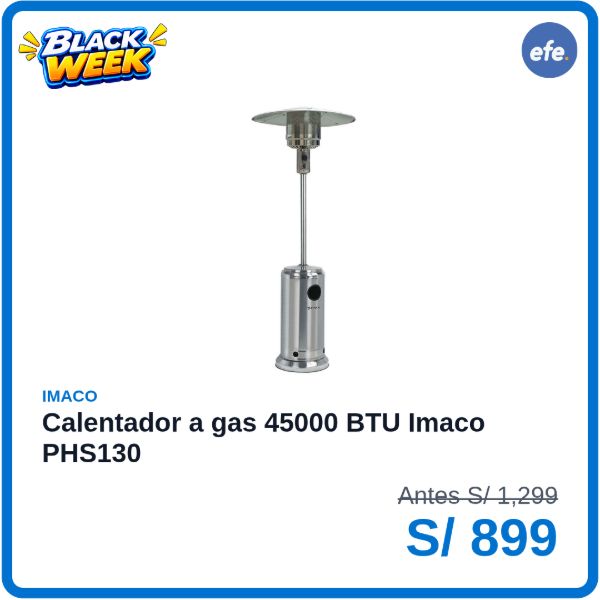 BLACK
WEEK
efe.
IMACO
Calentador a gas 45000 BTU Imaco
PHS130
Antes S/ 1,299
S/ 899